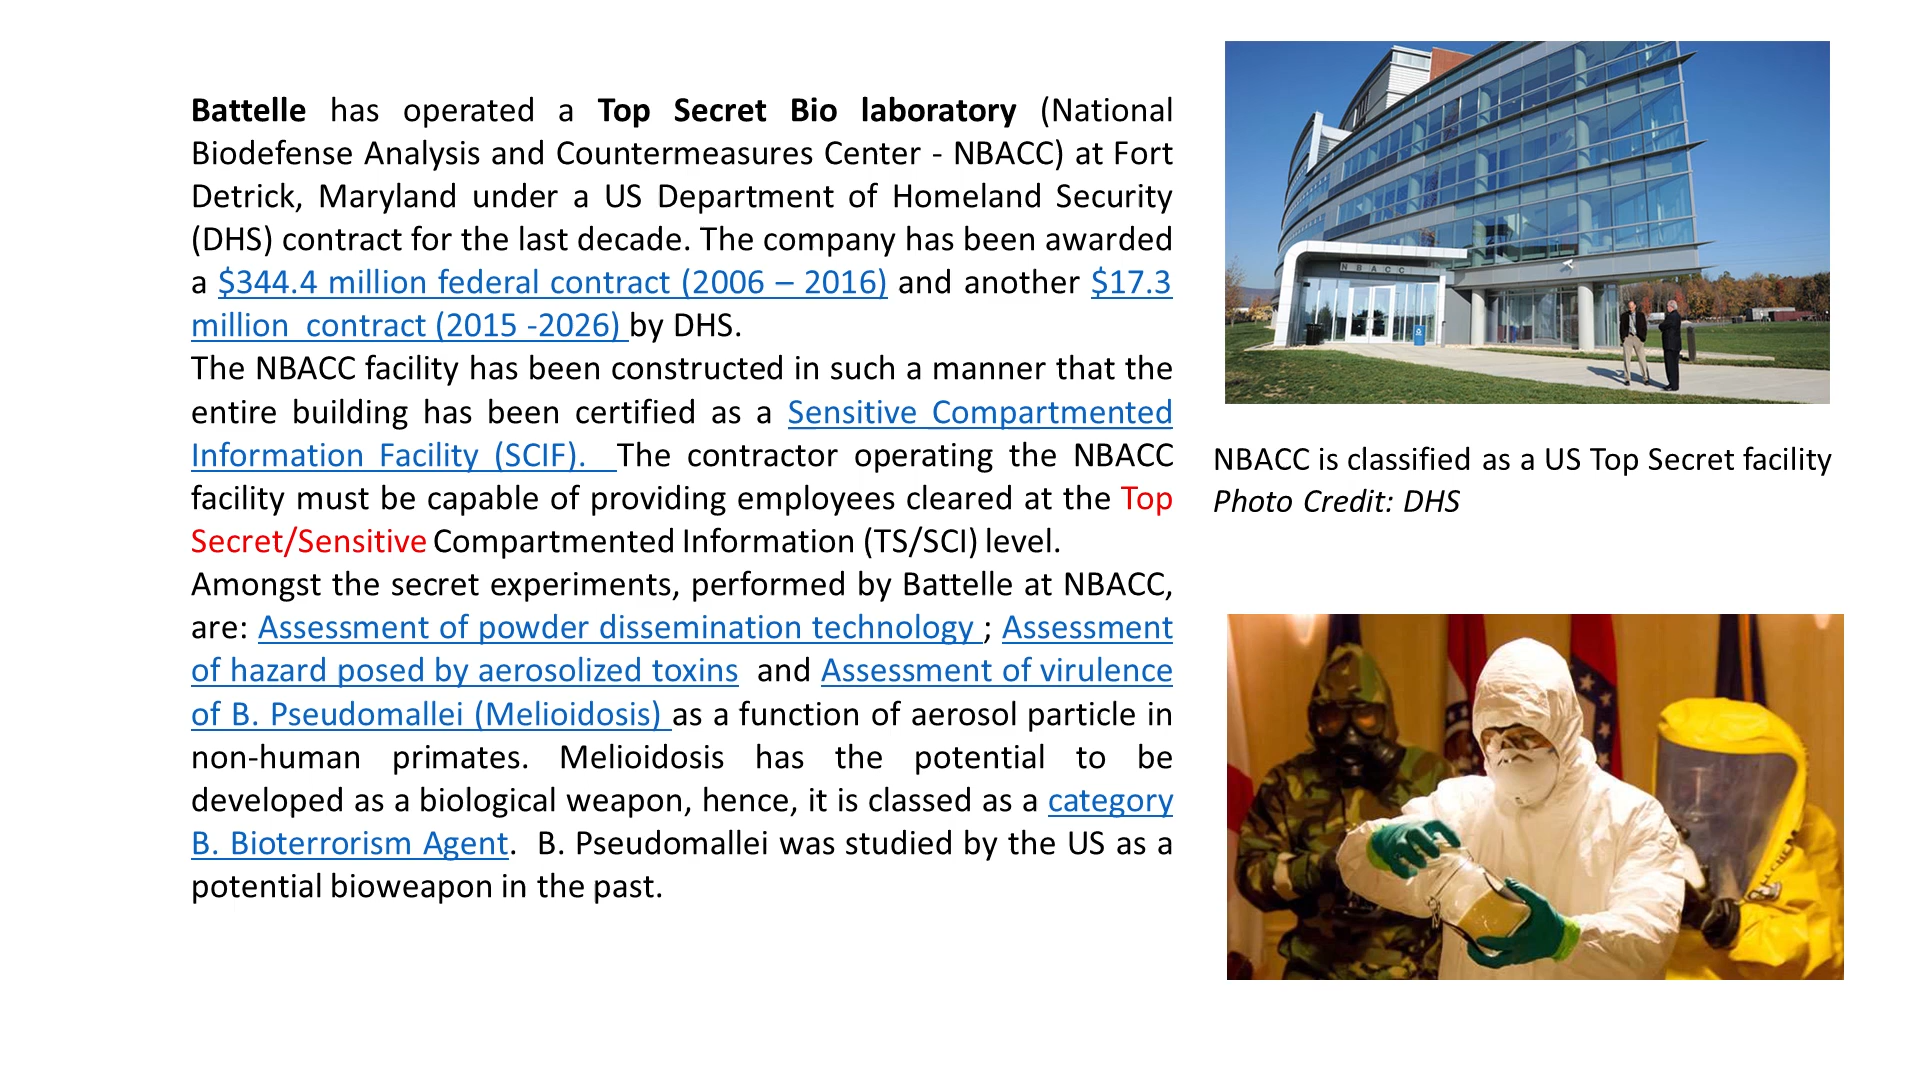 Battelle has operated a Top Secret Bio laboratory (National
Biodefense Analysis and Countermeasures Center - NBACC) at Fort
Detrick, Maryland under a US Department of Homeland Security
(DHS) contract for the last decade. The company has been awarded
a $344.4 million federal contract (2006 – 2016) and another $17.3
million contract (2015 -2026) by DHS.
The NBACC facility has been constructed in such a manner that the
entire building has been certified as a Sensitive Compartmented
Information Facility (SCIF). The contractor operating the NBACC
facility must be capable of providing employees cleared at the Top
Secret/Sensitive Compartmented Information (TS/SCI) level.
Amongst the secret experiments, performed by Battelle at NBACC,
are: Assessment of powder dissemination technology ; Assessment
of hazard posed by aerosolized toxins and Assessment of virulence
of B. Pseudomallei (Melioidosis) as a function of aerosol particle in
non-human primates. Melioidosis has the potential to be
developed as a biological weapon, hence, it is classed as a category
B. Bioterrorism Agent. B. Pseudomallei was studied by the US as a
potential bioweapon in the past.
NBACC
NBACC is classified as a US Top Secret facility
Photo Credit: DHS